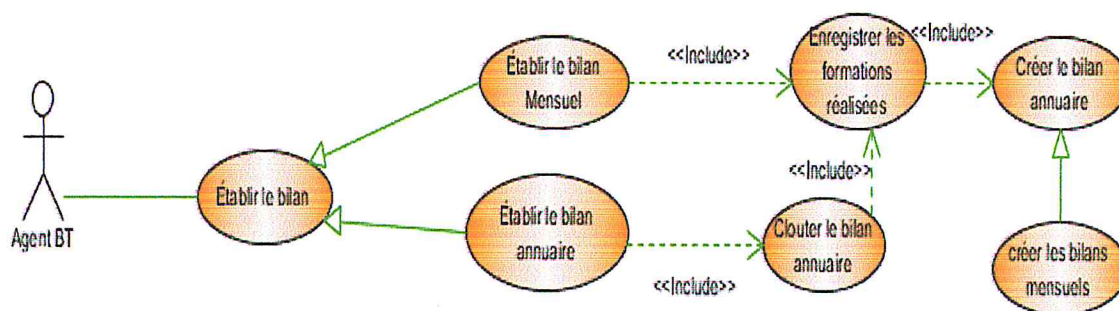 Agent BT
Établir le bilan
Établir le bilan
Mensuel
<<Include>>
Enregistrer les
formations
réalisées
<<Include>>
Créer le bilan
annuaire
Établir le bilan
annuaire
<<Include>>
Clouter le bilan
annuaire
<<Include>>
créer les bilans
mensuels